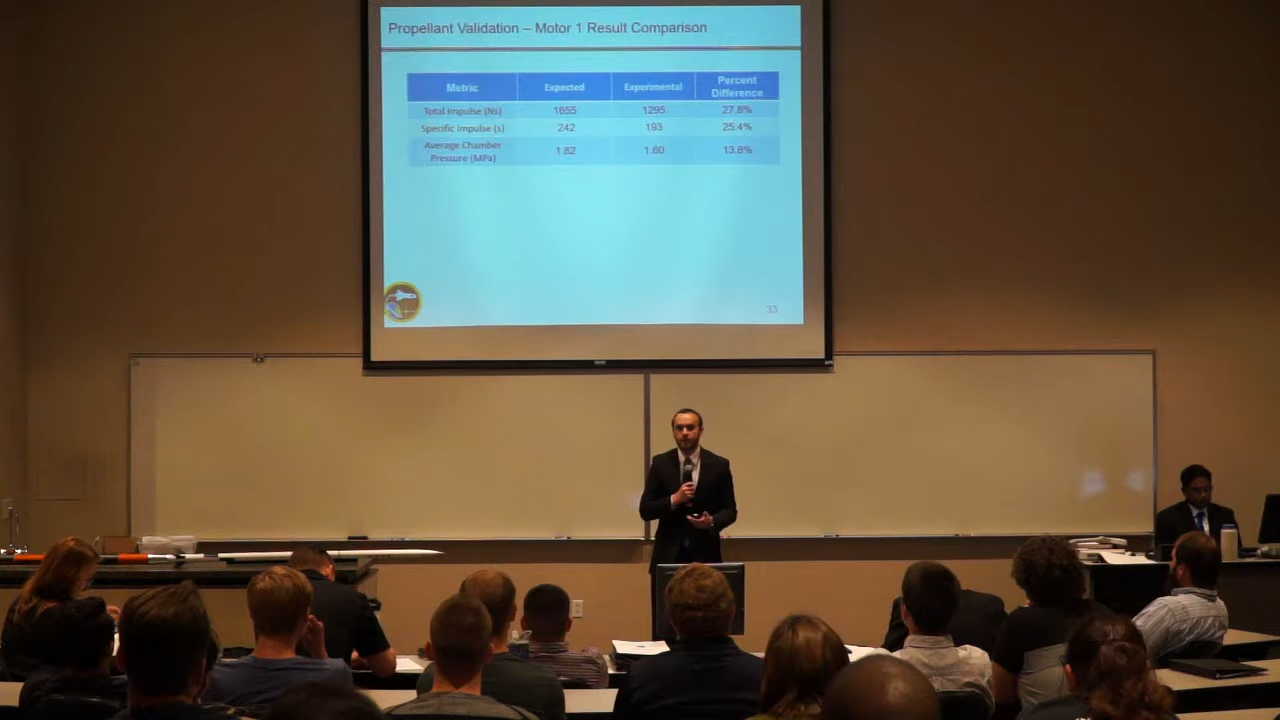 Propellant Validation – Motor 1 Result Comparison
Metric Expected Experimental Percent Difference
Total Impulse (Ns) 1655 1295 27.8%
Specific Impulse (s) 242 193 25.4%
Average Chamber Pressure (MPa) 1.82 1.60 13.8%
33